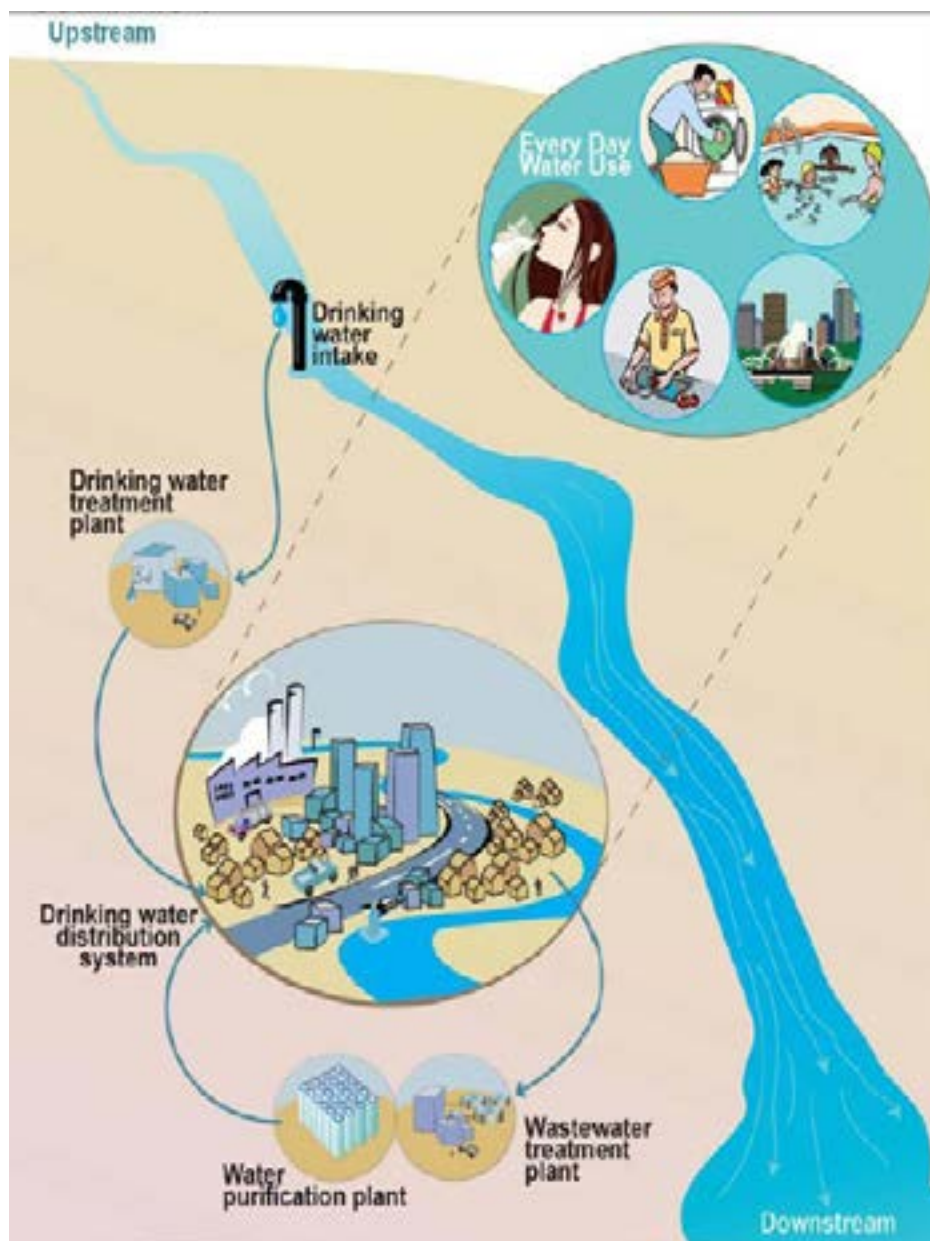 Upstream
Every Day
Water Use
Drinking
water
intake
Drinking water
treatment
plant
Drinking water
distribution
system
Wastewater
treatment
plant
Water
purification plant
Downstream